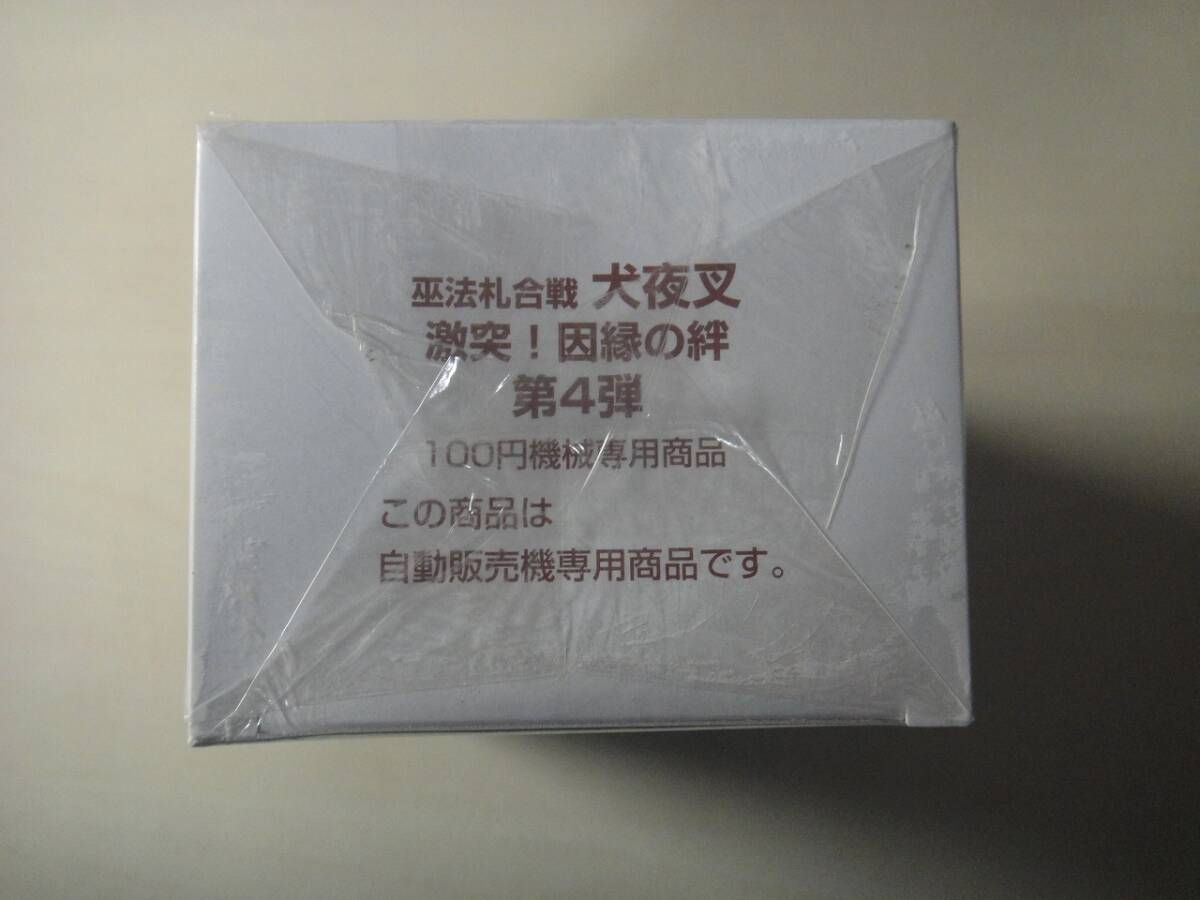 巫法札合戦 犬夜叉
激突！因縁の絆
第4弾
100円機械専用商品
この商品は
自動販売機専用商品です。